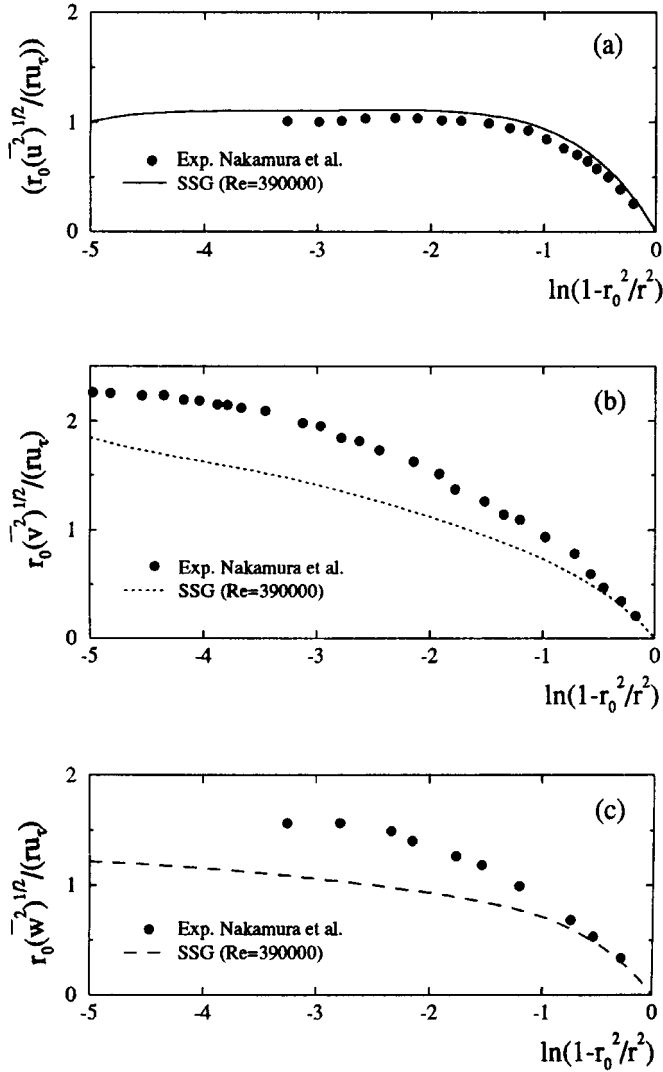 2
(a)
(r₀(u̅²)^1/2/(ruτ))
1
Exp. Nakamura et al.
SSG (Re=390000)
0
-5 -4 -3 -2 -1 0
ln(1-r₀²/r²)
(b)
2
r₀(v̅²)^1/2/(ruτ)
1
Exp. Nakamura et al.
SSG (Re=390000)
0
-5 -4 -3 -2 -1 0
ln(1-r₀²/r²)
2
(c)
r₀(w̅²)^1/2/(ruτ)
1
Exp. Nakamura et al.
SSG (Re=390000)
0
-5 -4 -3 -2 -1 0
ln(1-r₀²/r²)